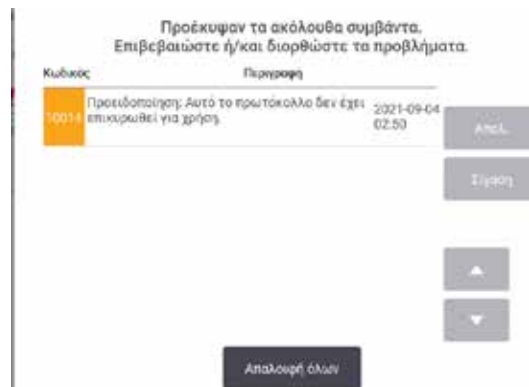 Προέκυψαν τα ακόλουθα συμβάντα.
Επιβεβαιώστε ή/και διορθώστε τα προβλήματα.
Κωδικός Περιγραφή
10014 Προειδοποίηση: Αυτό το πρωτόκολλο δεν έχει 2021-09-04
επικυρωθεί για χρήση. 02:50
Απαλ.
Σίγαση
Απαλοιφή όλων